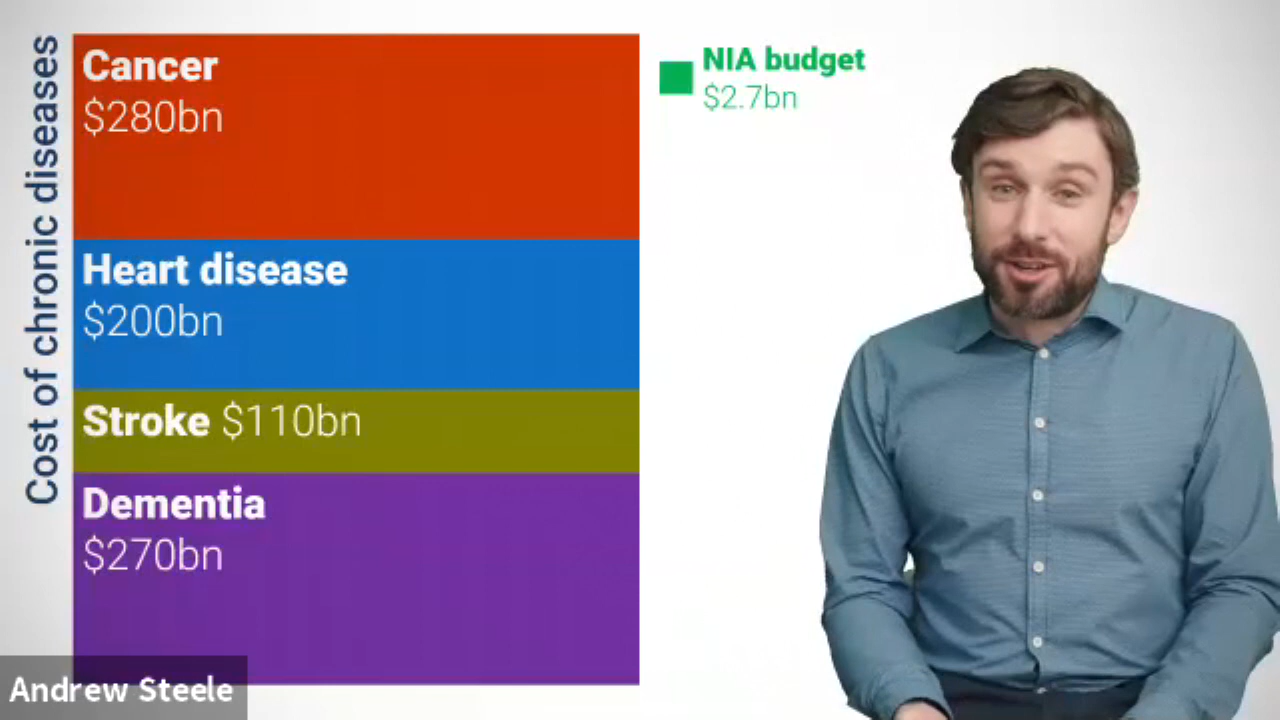 Cost of chronic diseases
Cancer
$280bn
Heart disease
$200bn
Stroke $110bn
Dementia
$270bn
NIA budget
$2.7bn
Andrew Steele